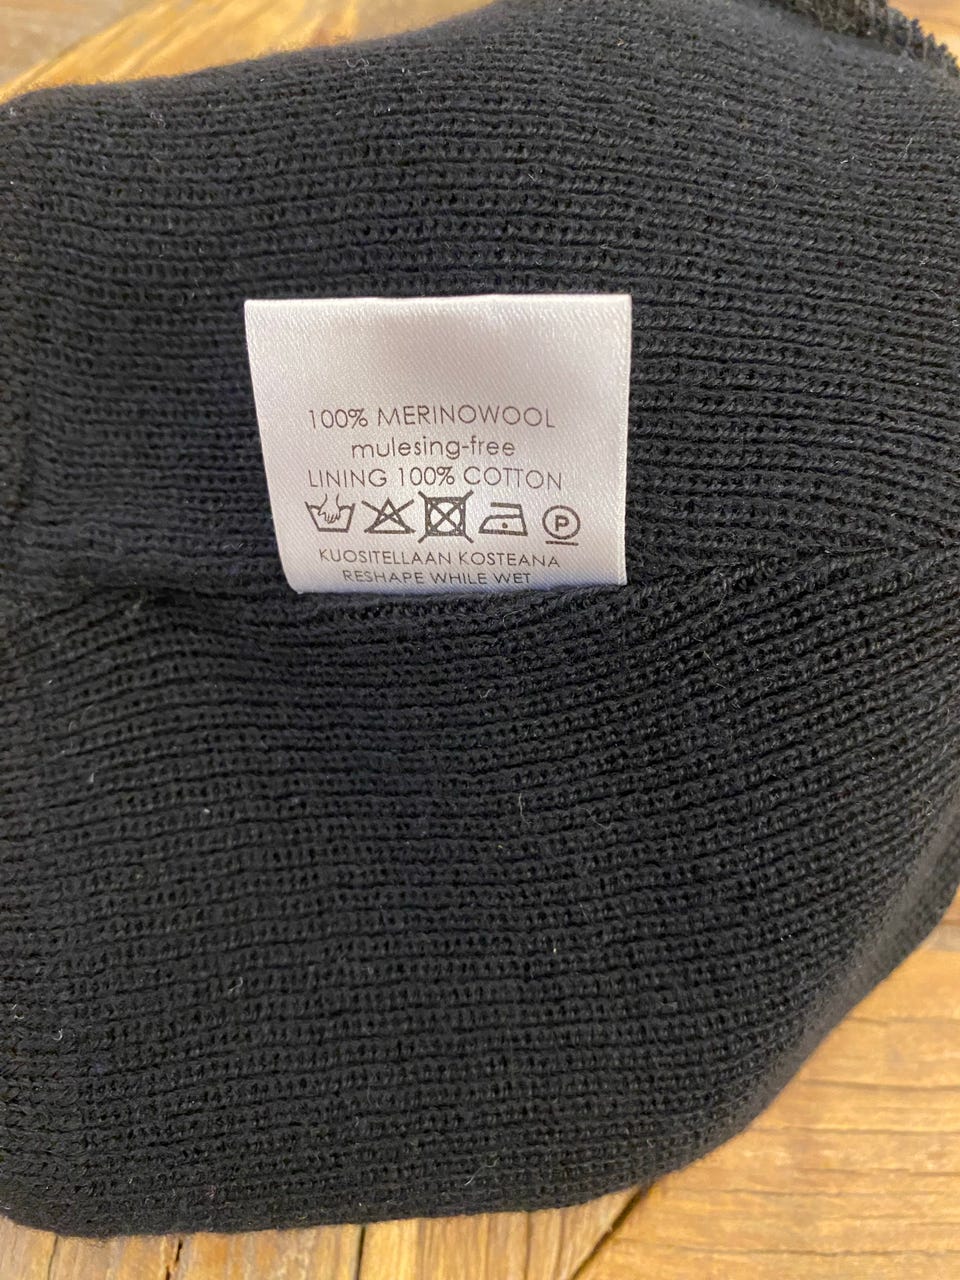 100% MERINOWOOL
mulesing-free
LINING 100% COTTON
P
KUOSITELLAAN KOSTEANA
RESHAPE WHILE WET